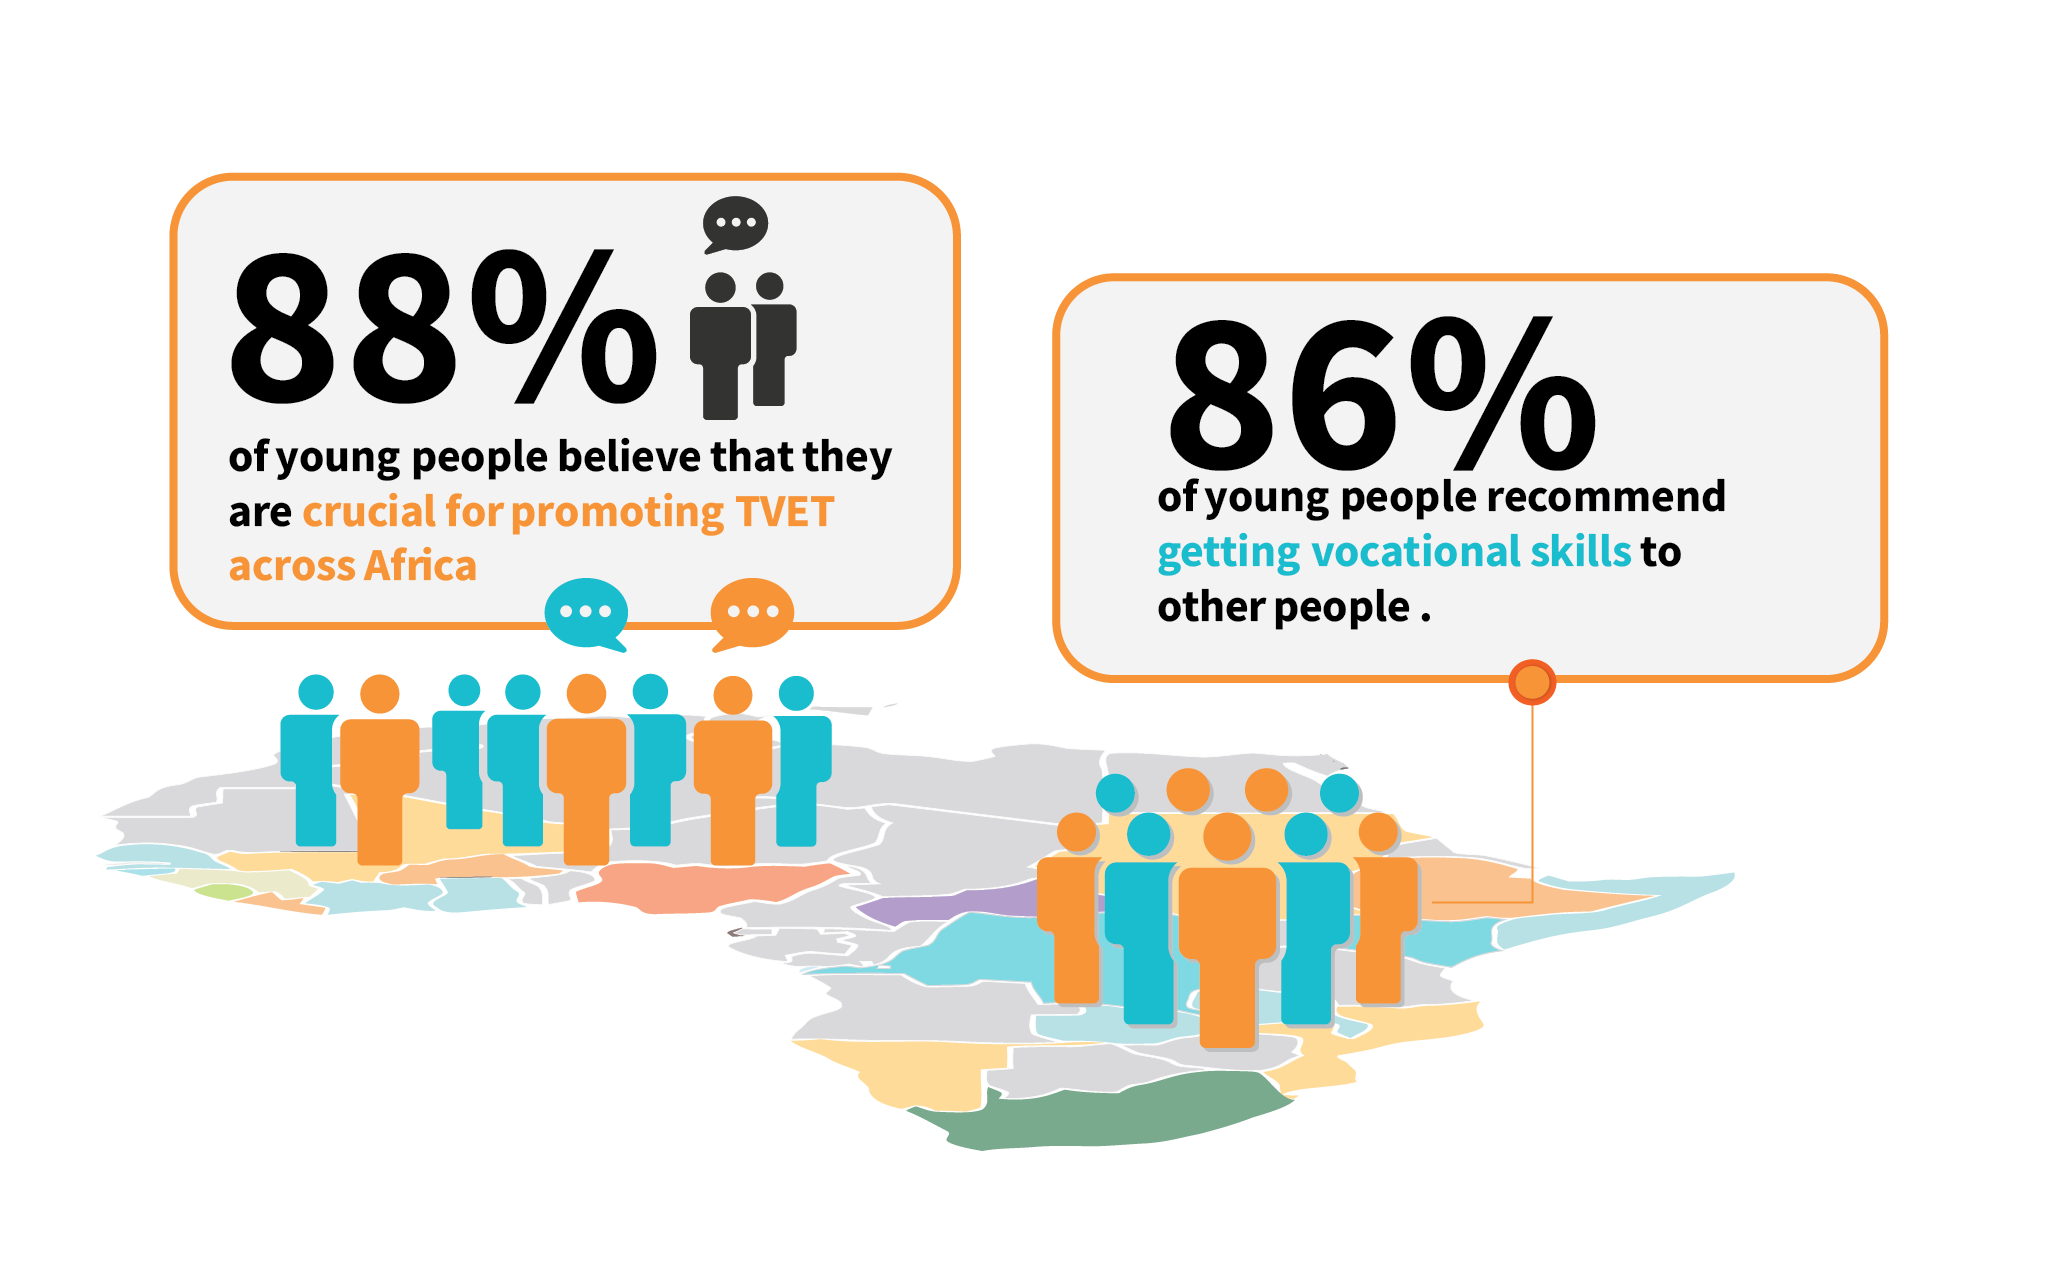 88%
of young people believe that they
are crucial for promoting TVET
across Africa
86%
of young people recommend
getting vocational skills to
other people .